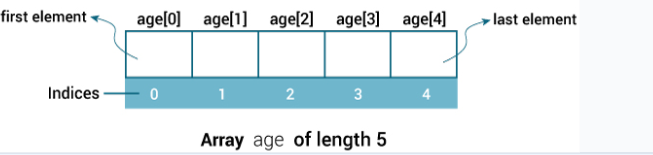 first element age[0] age[1] age[2] age[3] age[4] last element
Indices 0 1 2 3 4
Array age of length 5